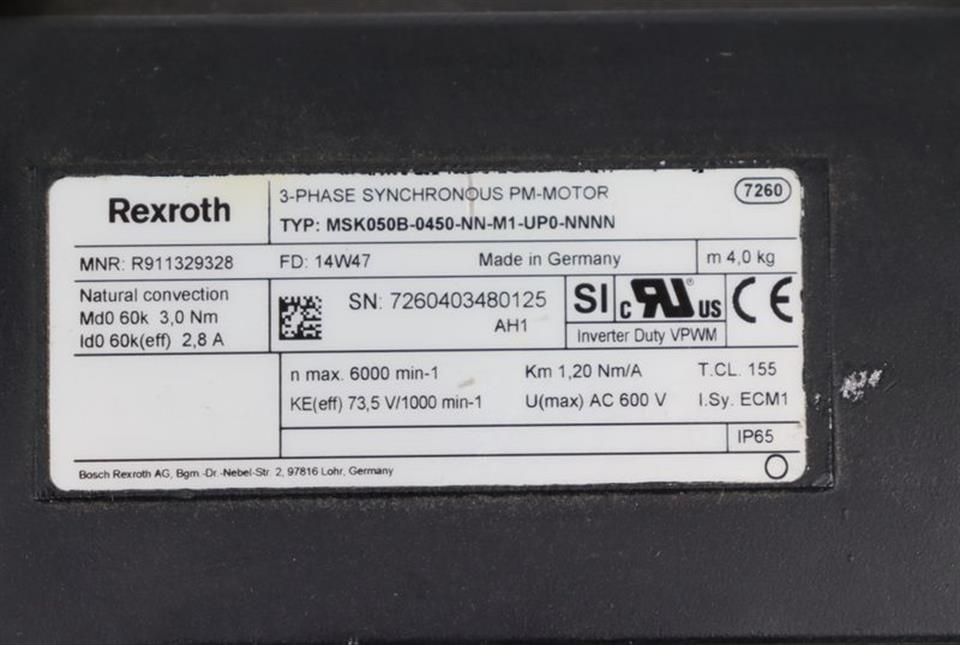 Rexroth
3-PHASE SYNCHRONOUS PM-MOTOR
7260
TYP: MSK050B-0450-NN-M1-UP0-NNNN
MNR: R911329328
FD: 14W47
Made in Germany
m 4,0 kg
Natural convection
Md0 60k 3,0 Nm
Id0 60k(eff) 2,8 A
SN: 7260403480125
AH1
SI
c RU ® US
Inverter Duty VPWM
CE
n max. 6000 min-1
Km 1,20 Nm/A
T.CL. 155
KE(eff) 73,5 V/1000 min-1
U(max) AC 600 V
I.Sy. ECM1
IP65
Bosch Rexroth AG, Bgm.-Dr.-Nebel-Str. 2, 97816 Lohr, Germany